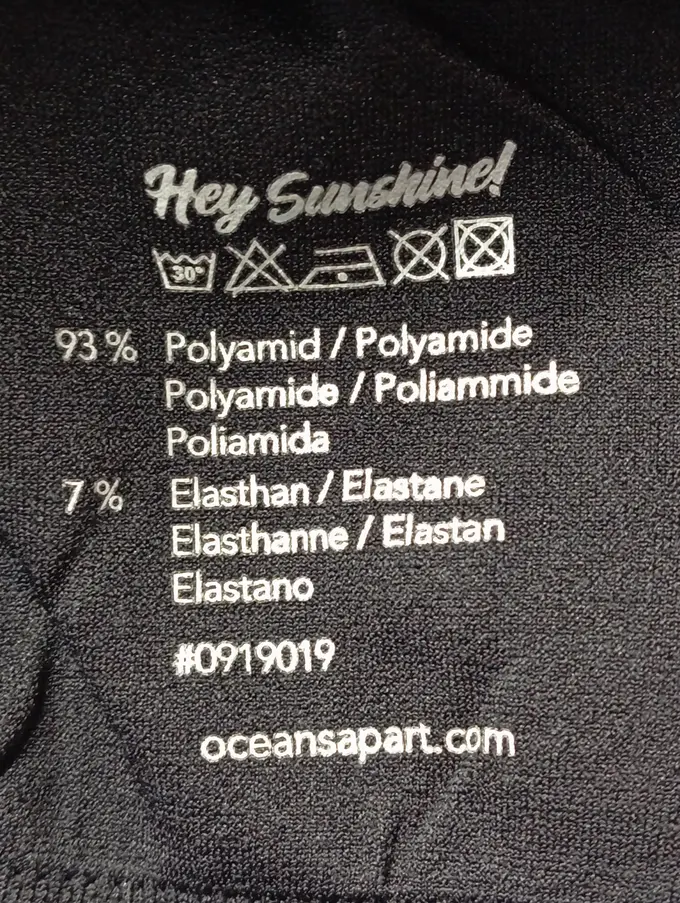 Hey Sunshine!
30°
93 % Polyamid / Polyamide
Polyamide / Poliammide
Poliamida
7 % Elasthan / Elastane
Elasthanne / Elastan
Elastano
#0919019
oceansapart.com